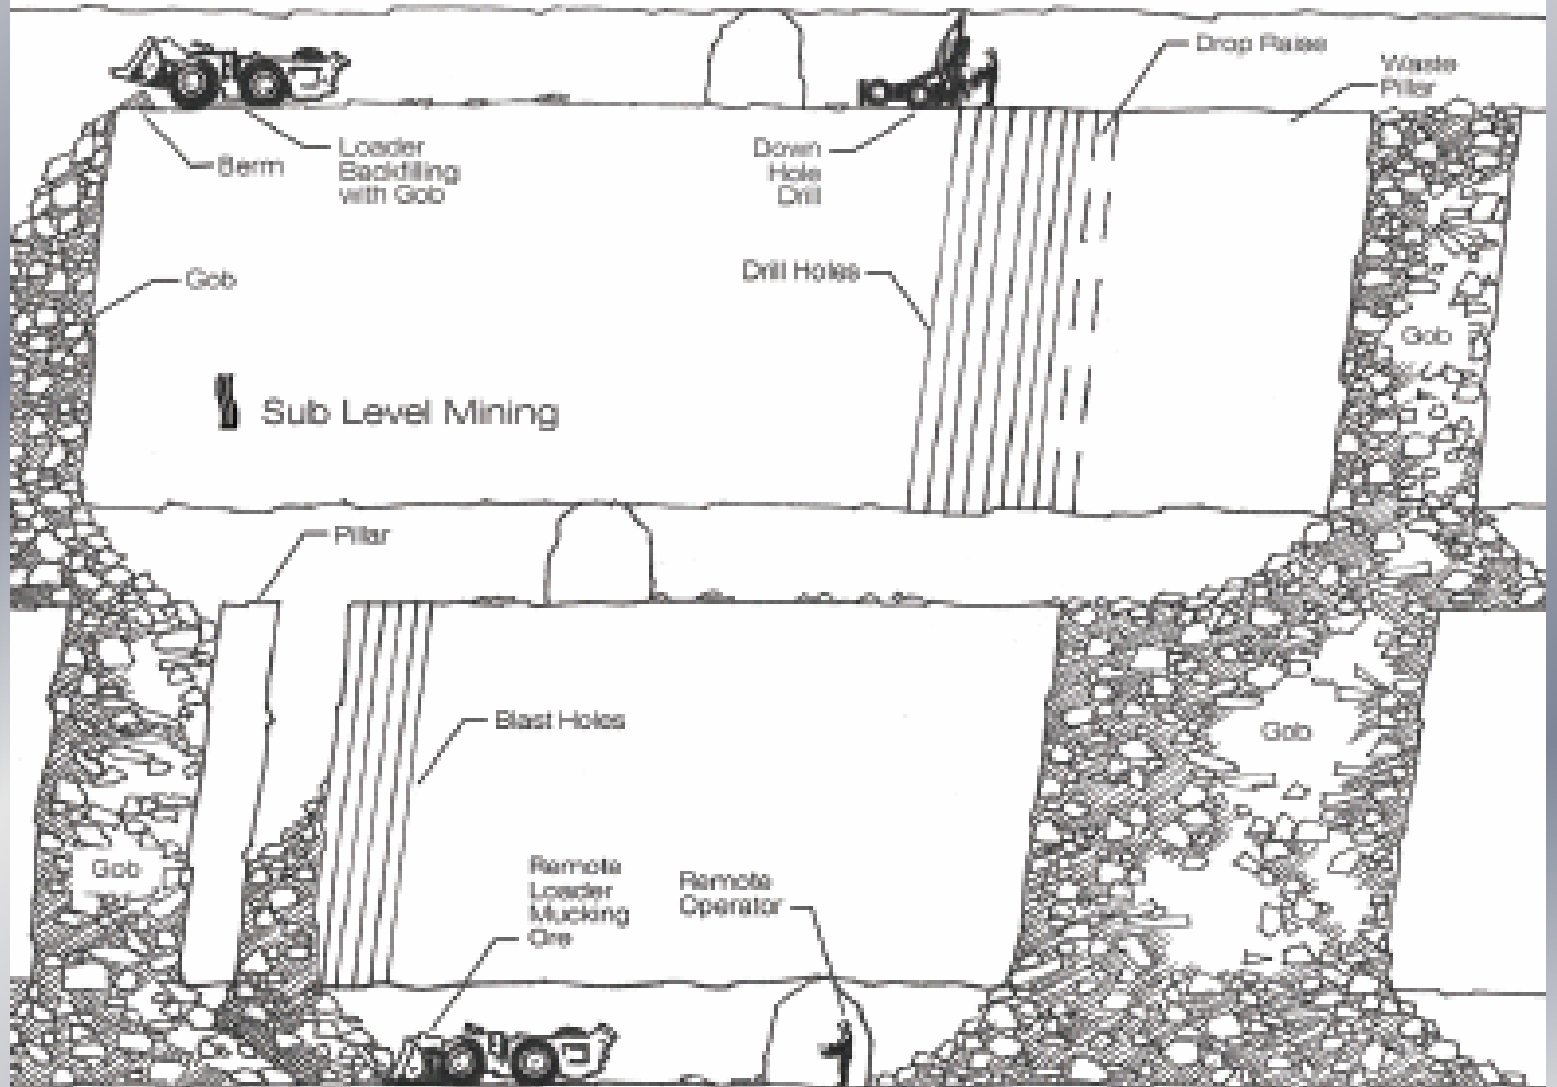 Drop Raise
Waste
Pillar
Berm
Loader
Backfilling
with Gob
Down
Hole
Drill
Drill Holes
Gob
Gob
Sub Level Mining
Pillar
Blast Holes
Gob
Gob
Remote
Loader
Mucking
Ore
Remote
Operator